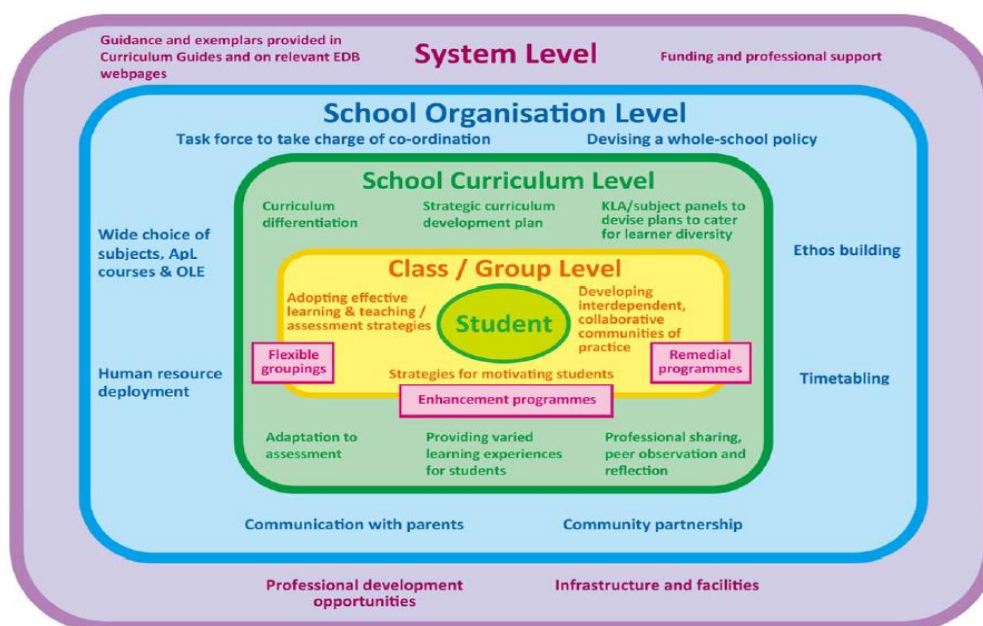 Guidance and exemplars provided in
Curriculum Guides and on relevant EDB
webpages
System Level
Funding and professional support
School Organisation Level
Task force to take charge of co-ordination
Devising a whole-school policy
School Curriculum Level
Curriculum
differentiation
Strategic curriculum
development plan
KLA/subject panels to
devise plans to cater
for learner diversity
Wide choice of
subjects, ApL
courses & OLE
Ethos building
Class / Group Level
Adopting effective
learning & teaching /
assessment strategies
Student
Developing
interdependent,
collaborative
communities of
practice
Flexible
groupings
Remedial
programmes
Strategies for motivating students
Human resource
deployment
Timetabling
Enhancement programmes
Adaptation to
assessment
Providing varied
learning experiences
for students
Professional sharing,
peer observation and
reflection
Communication with parents
Community partnership
Professional development
opportunities
Infrastructure and facilities